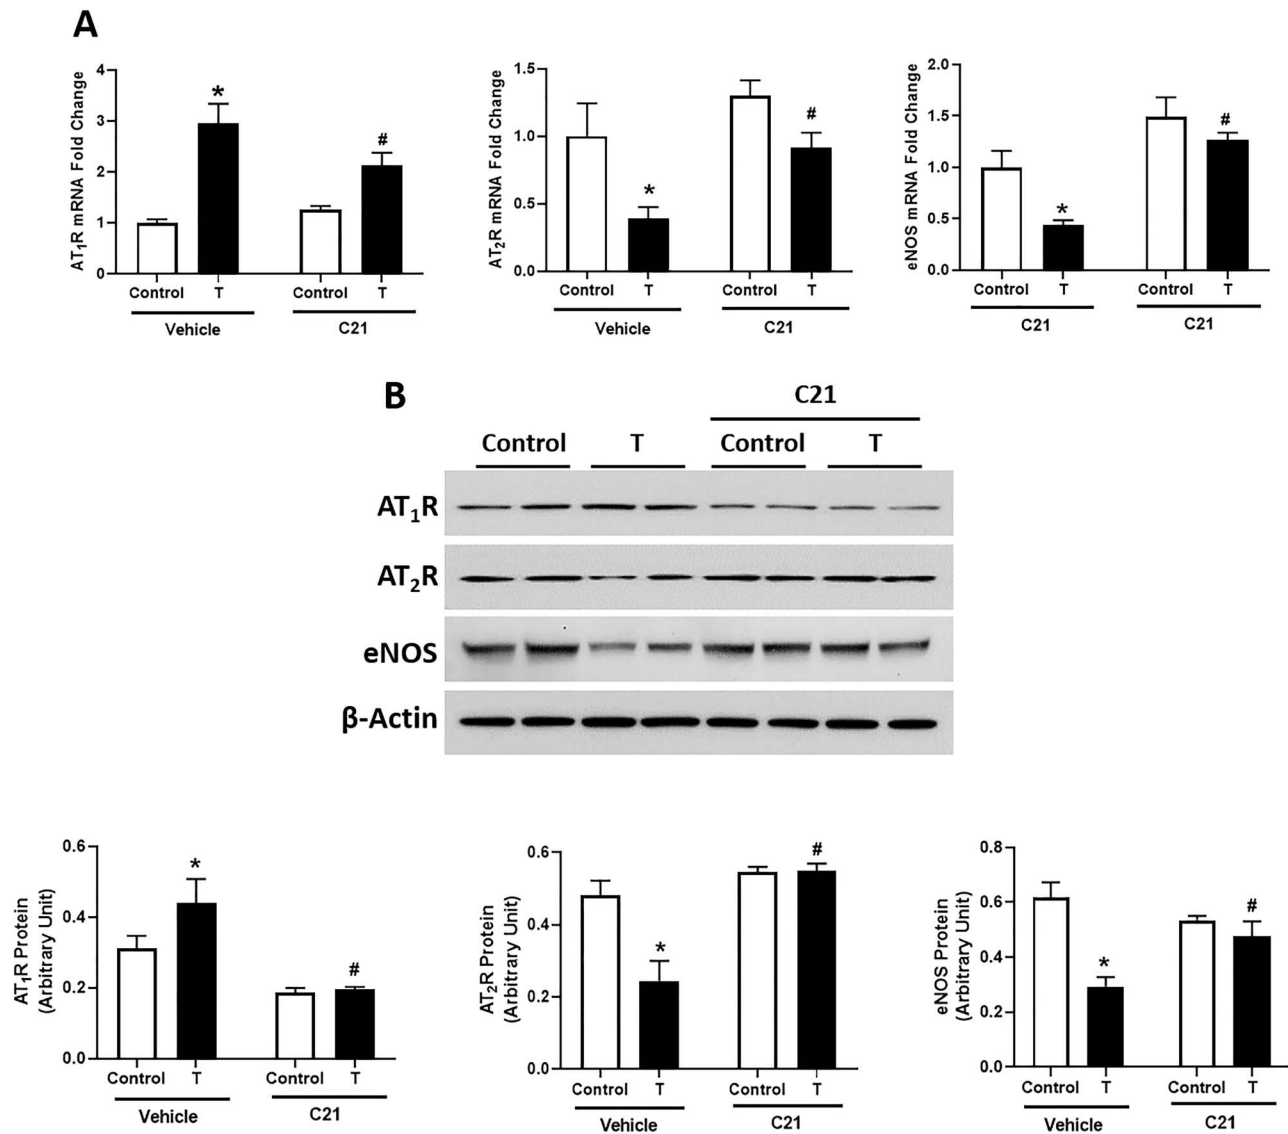 A
AT₁R mRNA Fold Change
4
3
2
1
0
*
#
Control T Control T
Vehicle C21
AT₂R mRNA Fold Change
1.5
1.0
0.5
0.0
*
#
Control T Control T
Vehicle C21
eNOS mRNA Fold Change
2.0
1.5
1.0
0.5
0.0
*
#
Control T Control T
C21 C21
B
C21
Control T Control T
AT₁R
AT₂R
eNOS
β-Actin
AT₁R Protein
(Arbitrary Unit)
0.6
0.4
0.2
0.0
*
#
Control T Control T
Vehicle C21
AT₂R Protein
(Arbitrary Unit)
0.6
0.4
0.2
0.0
*
#
Control T Control T
Vehicle C21
eNOS Protein
(Arbitrary Unit)
0.8
0.6
0.4
0.2
0.0
*
#
Control T Control T
Vehicle C21